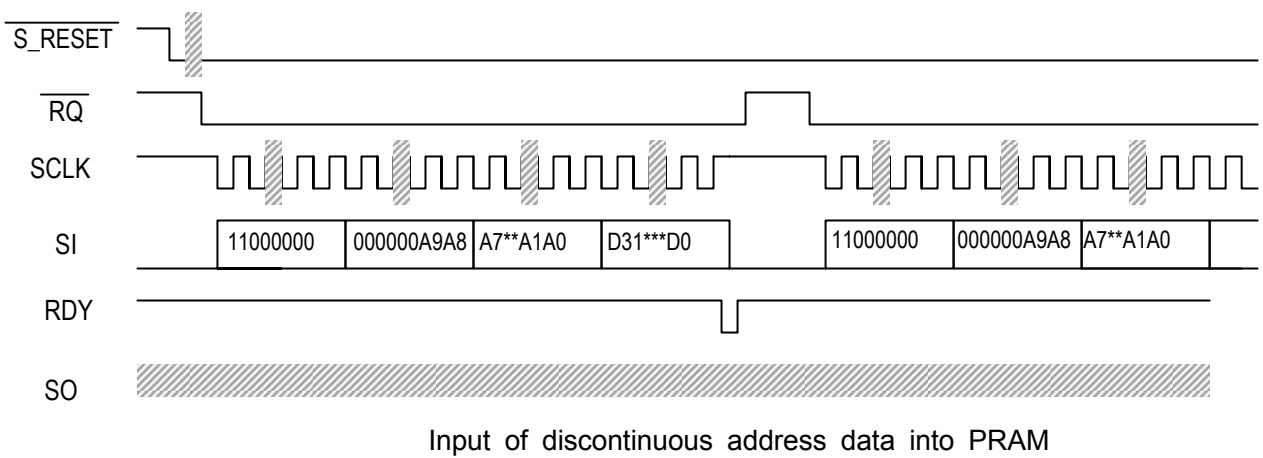 S_RESET
RQ
SCLK
SI 11000000 000000A9A8 A7**A1A0 D31***D0 11000000 000000A9A8 A7**A1A0
RDY
SO
Input of discontinuous address data into PRAM